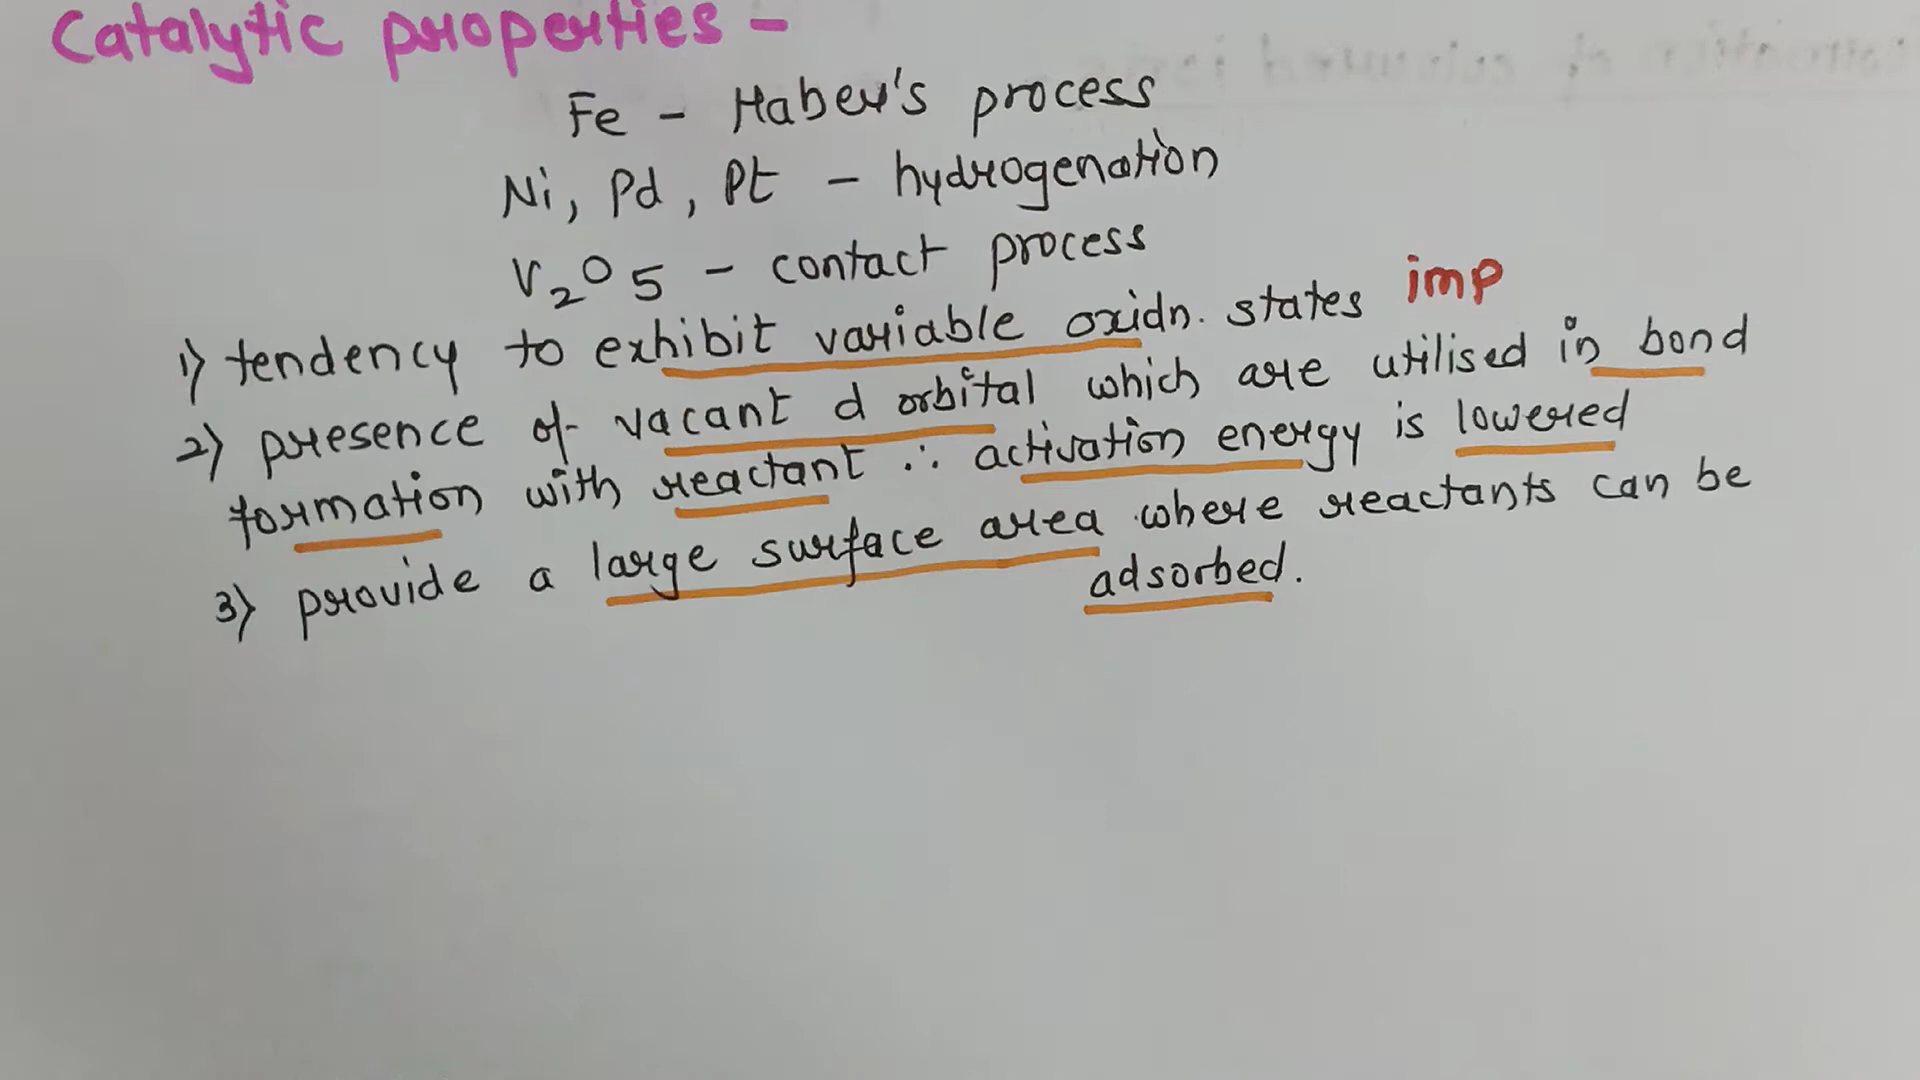 Catalytic properties -
Fe - Haber's process
Ni, Pd, Pt - hydrogenation
V2O5 - contact process
1) tendency to exhibit variable oxidn. states imp
2) presence of vacant d orbital which are utilised in bond
formation with reactant ∴ activation energy is lowered
3) provide a large surface area where reactants can be
adsorbed.